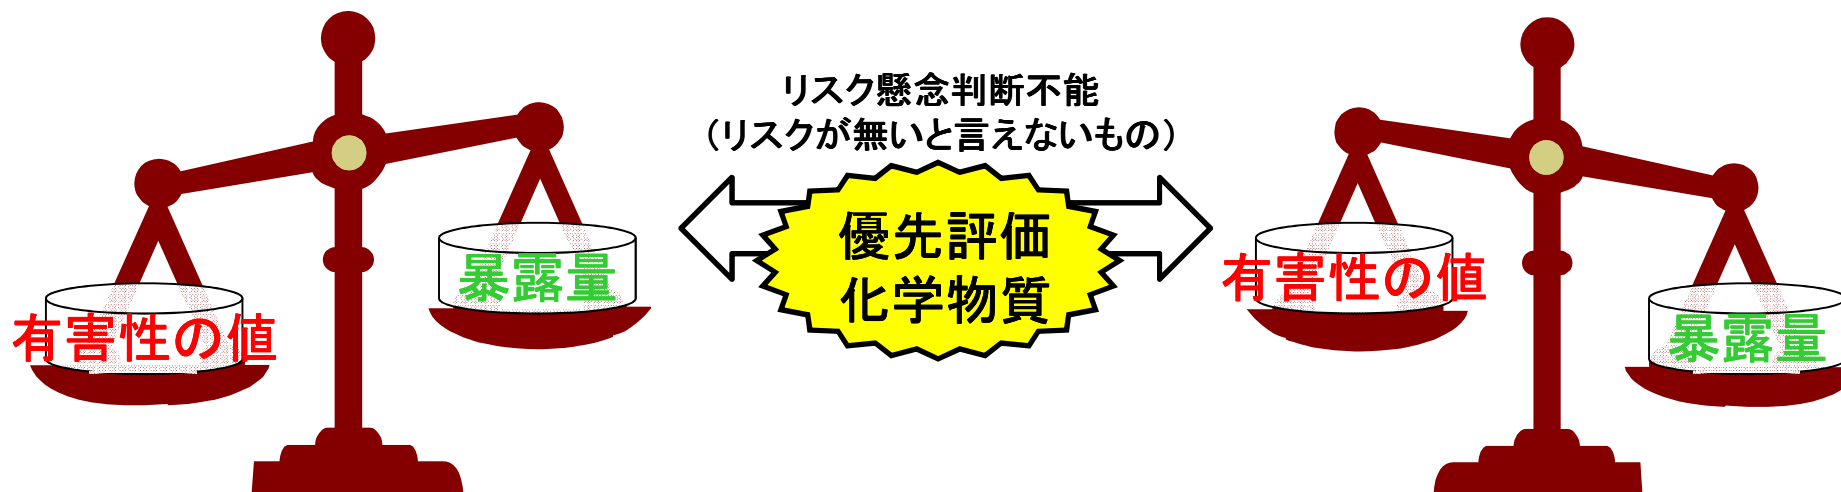 有害性の値
暴露量
リスク懸念判断不能
（リスクが無いと言えないもの）
優先評価
化学物質
有害性の値
暴露量